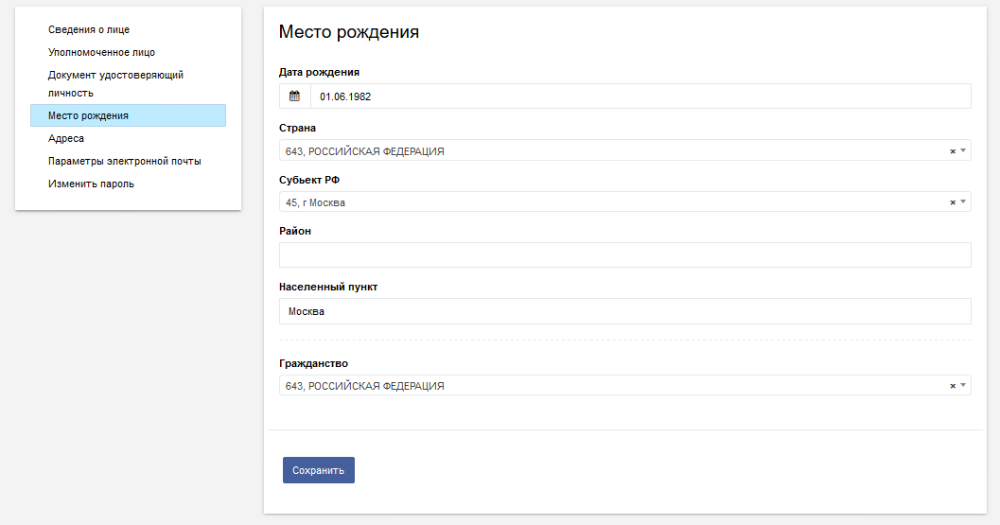 Сведения о лице
Уполномоченное лицо
Документ удостоверяющий
личность
Место рождения
Адреса
Параметры электронной почты
Изменить пароль
Место рождения
Дата рождения
01.06.1982
Страна
643, РОССИЙСКАЯ ФЕДЕРАЦИЯ
×
Субъект РФ
45, г Москва
×
Район
Населенный пункт
Москва
Гражданство
643, РОССИЙСКАЯ ФЕДЕРАЦИЯ
×
Сохранить